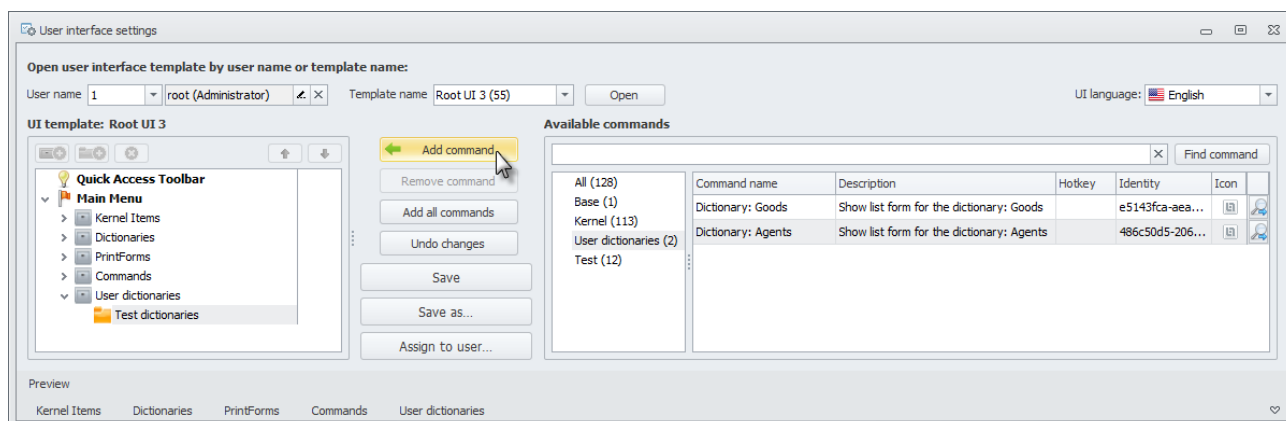 User interface settings
Open user interface template by user name or template name:
User name 1 root (Administrator) Template name Root UI 3 (55) Open UI language: English
UI template: Root UI 3
Quick Access Toolbar
Main Menu
Kernel Items
Dictionaries
PrintForms
Commands
User dictionaries
Test dictionaries
Add command
Remove command
Add all commands
Undo changes
Save
Save as...
Assign to user...
Available commands
Find command
All (128)
Base (1)
Kernel (113)
User dictionaries (2)
Test (12)
Command name Description Hotkey Identity Icon
Dictionary: Goods Show list form for the dictionary: Goods e5143fca-aea...
Dictionary: Agents Show list form for the dictionary: Agents 486c50d5-206...
Preview
Kernel Items Dictionaries PrintForms Commands User dictionaries